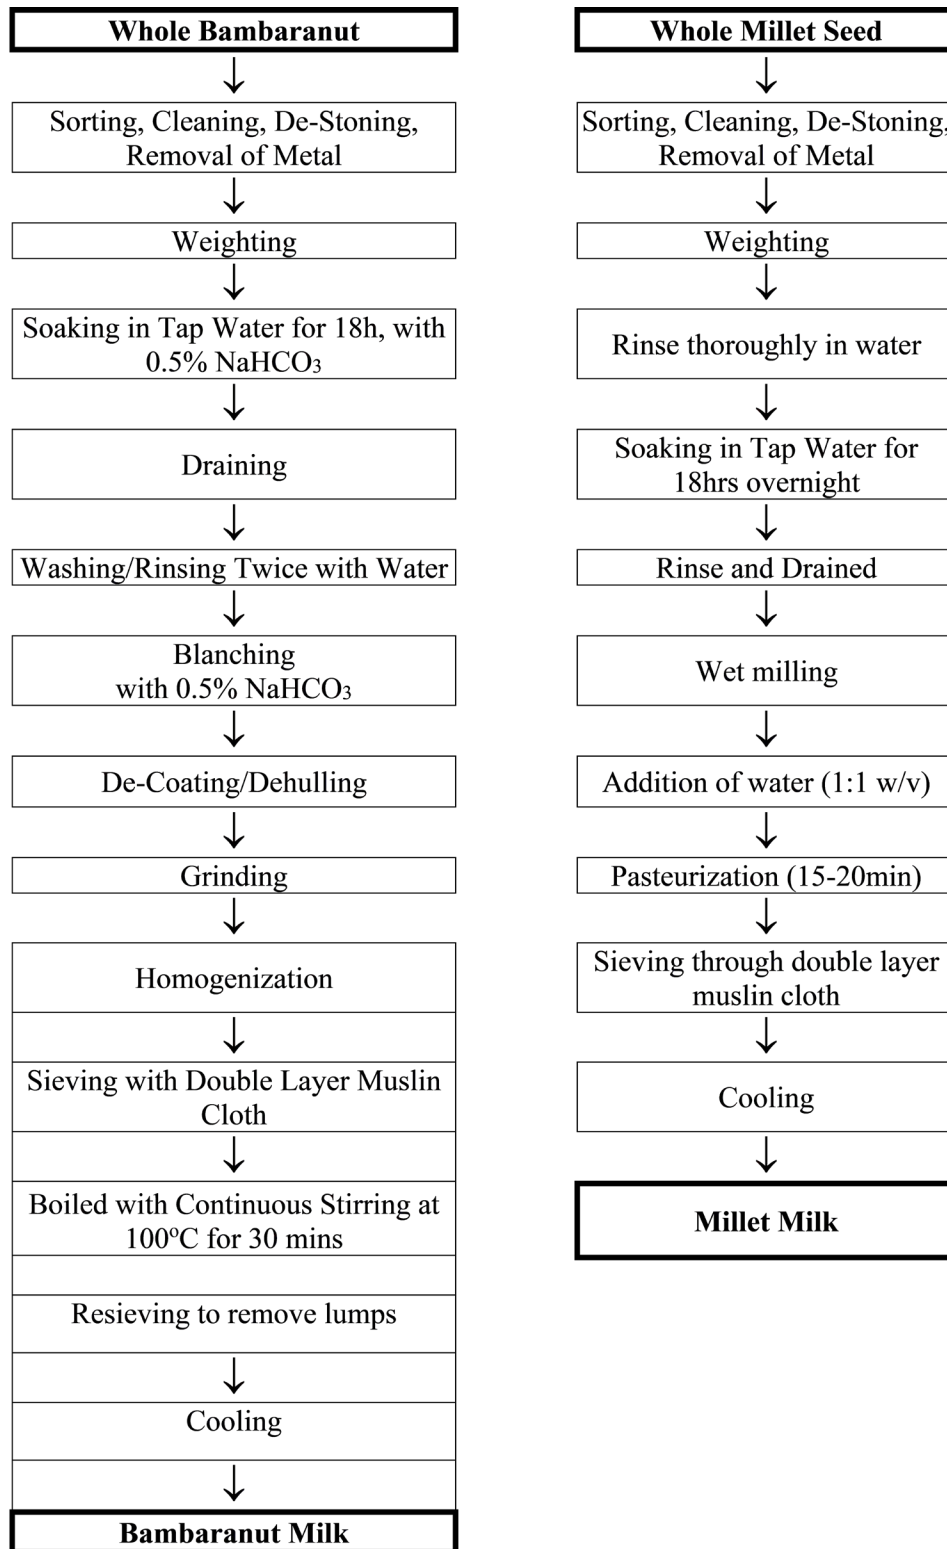 Whole Bambaranut
Sorting, Cleaning, De-Stoning,
Removal of Metal
Weighting
Soaking in Tap Water for 18h, with
0.5% NaHCO₃
Draining
Washing/Rinsing Twice with Water
Blanching
with 0.5% NaHCO₃
De-Coating/Dehulling
Grinding
Homogenization
Sieving with Double Layer Muslin
Cloth
Boiled with Continuous Stirring at
100ºC for 30 mins
Resieving to remove lumps
Cooling
Bambaranut Milk
Whole Millet Seed
Sorting, Cleaning, De-Stoning,
Removal of Metal
Weighting
Rinse thoroughly in water
Soaking in Tap Water for
18hrs overnight
Rinse and Drained
Wet milling
Addition of water (1:1 w/v)
Pasteurization (15-20min)
Sieving through double layer
muslin cloth
Cooling
Millet Milk